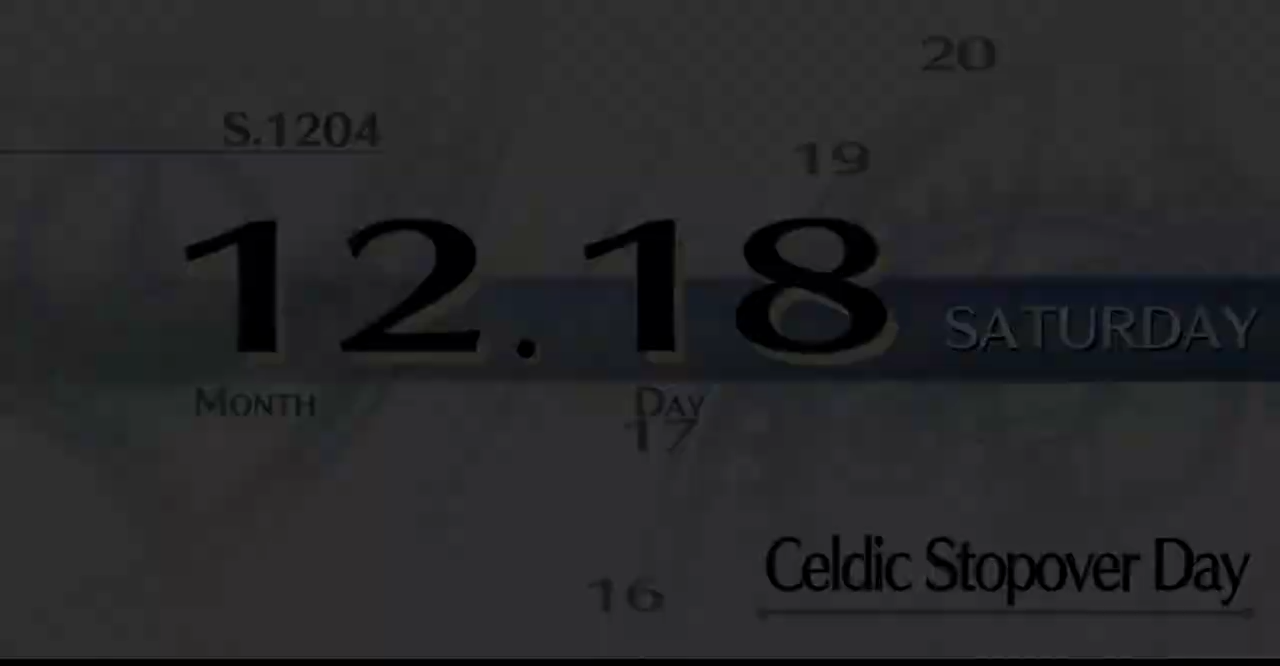 20
S.1204
19
12.18
SATURDAY
MONTH
DAY
17
Celdic Stopover Day
16